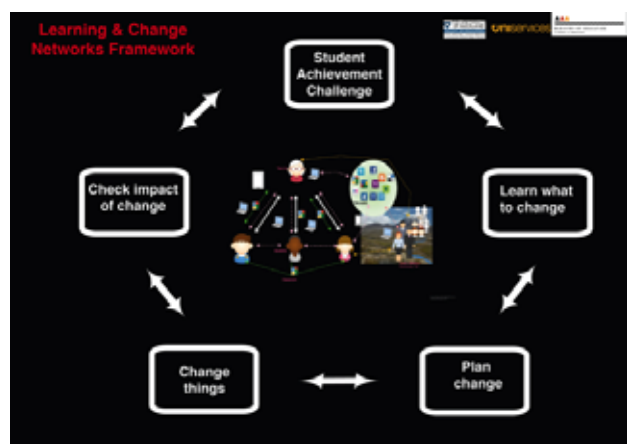 Learning & Change
Networks Framework
UNISERVICES
Student
Achievement
Challenge
Check impact
of change
Learn what
to change
Change
things
Plan
change